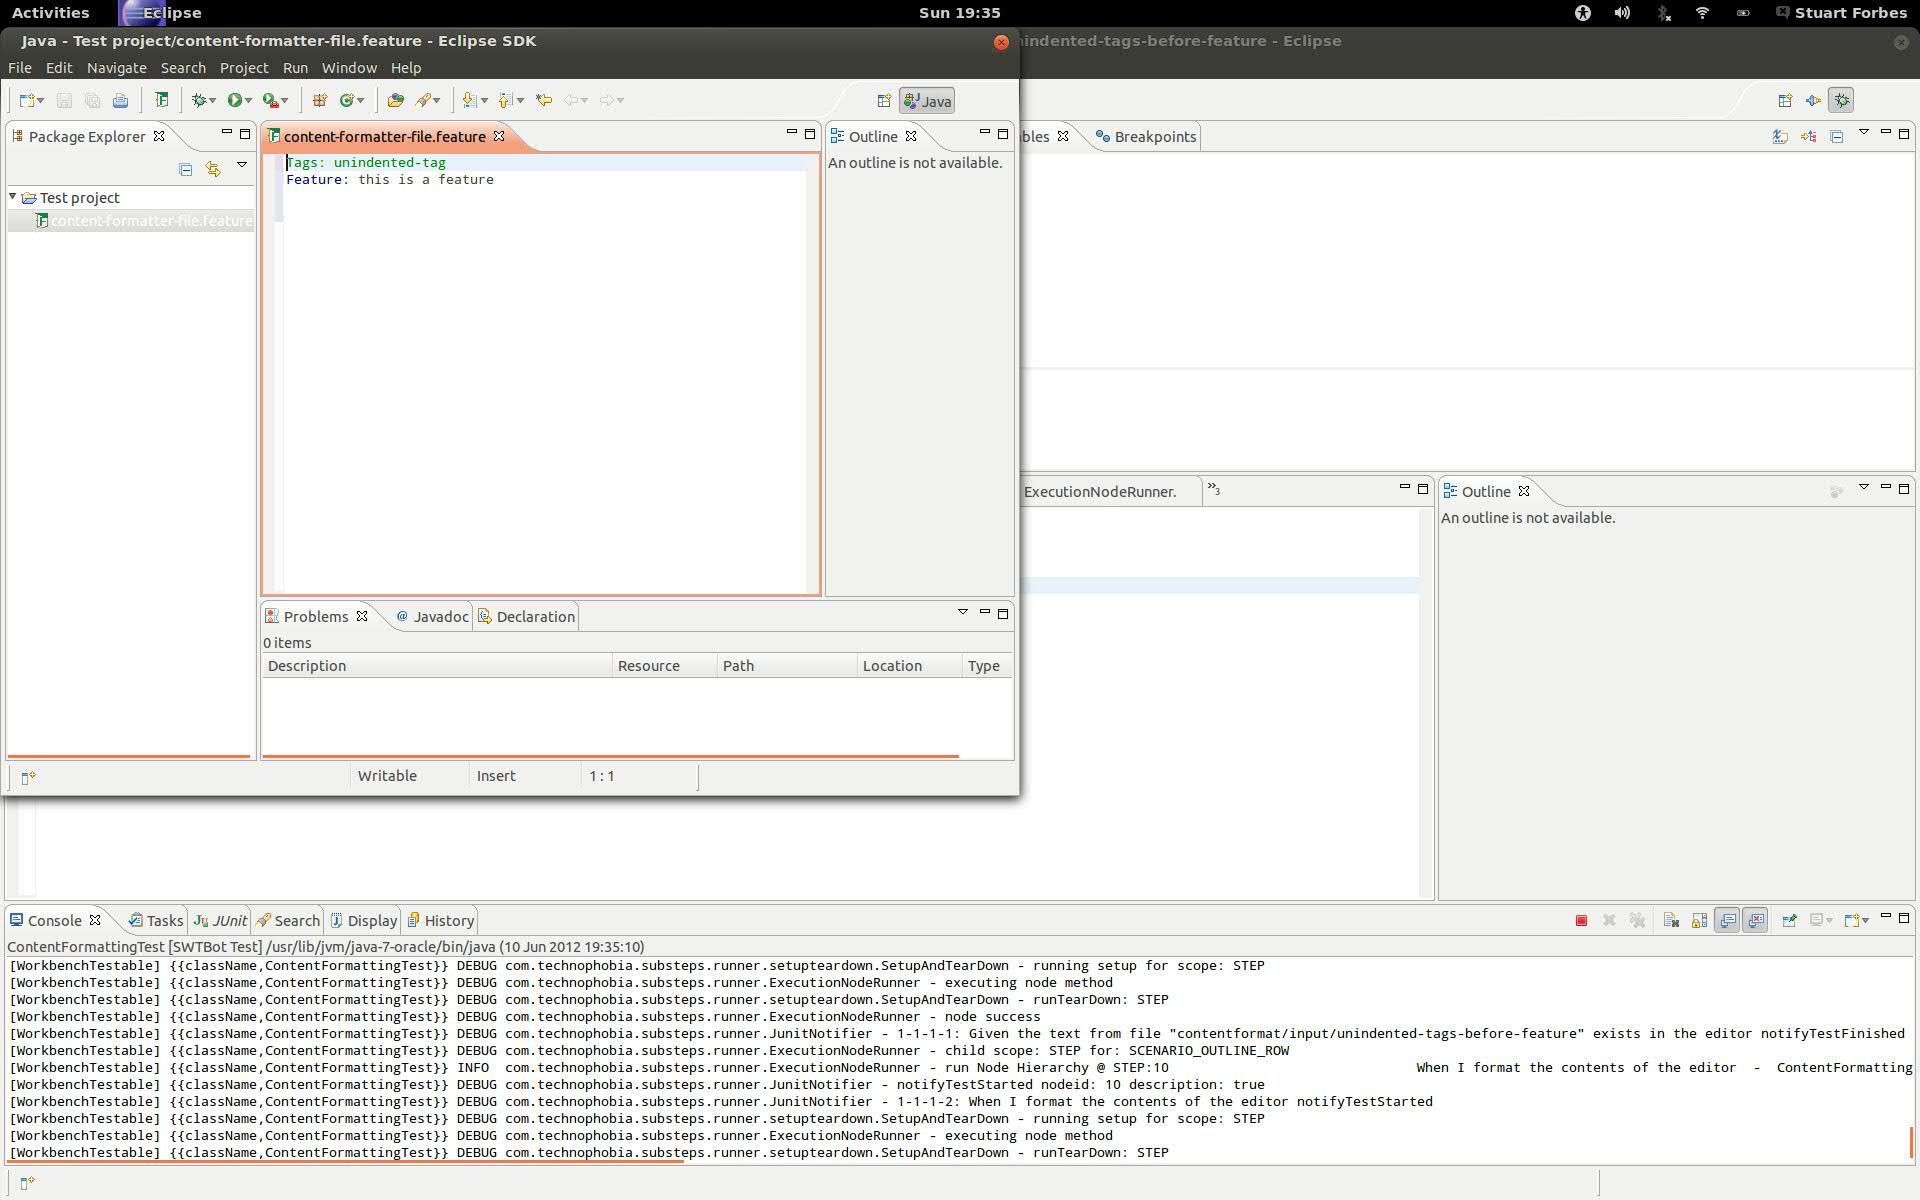 Activities Eclipse Sun 19:35 Stuart Forbes
Java - Test project/content-formatter-file.feature - Eclipse SDK
indented-tags-before-feature - Eclipse
File Edit Navigate Search Project Run Window Help
Java
Package Explorer
content-formatter-file.feature
Outline
bles
Breakpoints
Tags: unindented-tag
An outline is not available.
Feature: this is a feature
Test project
content-formatter-file.feature
ExecutionNodeRunner.
»3
Outline
An outline is not available.
Problems @ Javadoc Declaration
0 items
Description Resource Path Location Type
Writable Insert 1 : 1
Console Tasks JUnit Search Display History
ContentFormattingTest [SWTBot Test] /usr/lib/jvm/java-7-oracle/bin/java (10 Jun 2012 19:35:10)
[WorkbenchTestable] {{className,ContentFormattingTest}} DEBUG com.technophobia.substeps.runner.setupteardown.SetupAndTearDown - running setup for scope: STEP
[WorkbenchTestable] {{className,ContentFormattingTest}} DEBUG com.technophobia.substeps.runner.ExecutionNodeRunner - executing node method
[WorkbenchTestable] {{className,ContentFormattingTest}} DEBUG com.technophobia.substeps.runner.setupteardown.SetupAndTearDown - runTearDown: STEP
[WorkbenchTestable] {{className,ContentFormattingTest}} DEBUG com.technophobia.substeps.runner.ExecutionNodeRunner - node success
[WorkbenchTestable] {{className,ContentFormattingTest}} DEBUG com.technophobia.substeps.runner.JunitNotifier - 1-1-1-1: Given the text from file "contentformat/input/unindented-tags-before-feature" exists in the editor notifyTestFinished
[WorkbenchTestable] {{className,ContentFormattingTest}} DEBUG com.technophobia.substeps.runner.ExecutionNodeRunner - child scope: STEP for: SCENARIO_OUTLINE_ROW
[WorkbenchTestable] {{className,ContentFormattingTest}} INFO com.technophobia.substeps.runner.ExecutionNodeRunner - run Node Hierarchy @ STEP:10 When I format the contents of the editor - ContentFormatting
[WorkbenchTestable] {{className,ContentFormattingTest}} DEBUG com.technophobia.substeps.runner.JunitNotifier - notifyTestStarted nodeid: 10 description: true
[WorkbenchTestable] {{className,ContentFormattingTest}} DEBUG com.technophobia.substeps.runner.JunitNotifier - 1-1-1-2: When I format the contents of the editor notifyTestStarted
[WorkbenchTestable] {{className,ContentFormattingTest}} DEBUG com.technophobia.substeps.runner.setupteardown.SetupAndTearDown - running setup for scope: STEP
[WorkbenchTestable] {{className,ContentFormattingTest}} DEBUG com.technophobia.substeps.runner.ExecutionNodeRunner - executing node method
[WorkbenchTestable] {{className,ContentFormattingTest}} DEBUG com.technophobia.substeps.runner.setupteardown.SetupAndTearDown - runTearDown: STEP